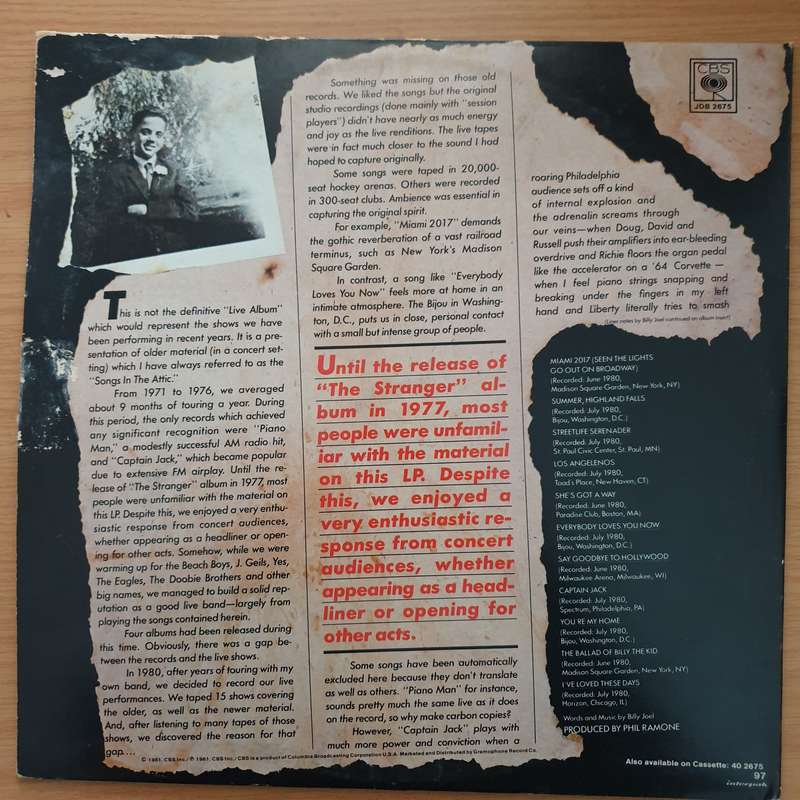 This is not the definitive "Live Album"
which would represent the shows we have
been performing in recent years. It is a pre-
sentation of older material (in a concert set-
ting) which I have always referred to as the
"Songs In The Attic."
From 1971 to 1976, we averaged
about 9 months of touring a year. During
this period, the only records which achieved
any significant recognition were "Piano
Man," a modestly successful AM radio hit,
and "Captain Jack," which became popular
due to extensive FM airplay. Until the re-
lease of "The Stranger" album in 1977, most
people were unfamiliar with the material on
this LP. Despite this, we enjoyed a very enthu-
siastic response from concert audiences,
whether appearing as a headliner or open-
ing for other acts. Somehow, while we were
warming up for the Beach Boys, J. Geils, Yes,
The Eagles, The Doobie Brothers and other
big names, we managed to build a solid rep-
utation as a good live band—largely from
playing the songs contained herein.
Four albums had been released during
this time. Obviously, there was a gap be-
tween the records and the live shows.
In 1980, after years of touring with my
own band, we decided to record our live
performances. We taped 15 shows covering
the older, as well as the newer material.
And, after listening to many tapes of those
shows, we discovered the reason for that
gap....
Something was missing on those old
records. We liked the songs but the original
studio recordings (done mainly with "session
players") didn't have nearly as much energy
and joy as the live renditions. The live tapes
were in fact much closer to the sound I had
hoped to capture originally.
Some songs were taped in 20,000-
seat hockey arenas. Others were recorded
in 300-seat clubs. Ambience was essential in
capturing the original spirit.
For example, "Miami 2017" demands
the gothic reverberation of a vast railroad
terminus, such as New York's Madison
Square Garden.
In contrast, a song like "Everybody
Loves You Now" feels more at home in an
intimate atmosphere. The Bijou in Washing-
ton, D.C., puts us in close, personal contact
with a small but intense group of people.
Until the release of
"The Stranger" al-
bum in 1977, most
people were unfamil-
iar with the material
on this LP. Despite
this, we enjoyed a
very enthusiastic re-
sponse from concert
audiences, whether
appearing as a head-
liner or opening for
other acts.
Some songs have been automatically
excluded here because they don't translate
as well as others. "Piano Man" for instance,
sounds pretty much the same live as it does
on the record, so why make carbon copies?
However, "Captain Jack" plays with
much more power and conviction when a
roaring Philadelphia
audience sets off a kind
of internal explosion and
the adrenalin screams through
our veins—when Doug, David and
Russell push their amplifiers into ear-bleeding
overdrive and Richie floors the organ pedal
like the accelerator on a '64 Corvette—
when I feel piano strings snapping and
breaking under the fingers in my left
hand and Liberty literally tries to smash
(Liner notes by Billy Joel continued on album insert)
CBS
JDB 2675
MIAMI 2017 (SEEN THE LIGHTS
GO OUT ON BROADWAY)
(Recorded: June 1980,
Madison Square Garden, New York, NY)
SUMMER, HIGHLAND FALLS
(Recorded: July 1980,
Bijou, Washington, D.C.)
STREETLIFE SERENADER
(Recorded: July 1980,
St. Paul Civic Center, St. Paul, MN)
LOS ANGELENOS
(Recorded: July 1980,
Toad's Place, New Haven, CT)
SHE'S GOT A WAY
(Recorded: June 1980,
Paradise Club, Boston, MA)
EVERYBODY LOVES YOU NOW
(Recorded: July 1980,
Bijou, Washington, D.C.)
SAY GOODBYE TO HOLLYWOOD
(Recorded: June 1980,
Milwaukee Arena, Milwaukee, WI)
CAPTAIN JACK
(Recorded: July 1980,
Spectrum, Philadelphia, PA)
YOU'RE MY HOME
(Recorded: July 1980,
Bijou, Washington, D.C.)
THE BALLAD OF BILLY THE KID
(Recorded: June 1980,
Madison Square Garden, New York, NY)
I'VE LOVED THESE DAYS
(Recorded: July 1980,
Horizon, Chicago, IL)
Words and Music by Billy Joel
PRODUCED BY PHIL RAMONE
© 1981, CBS Inc./ ℗ 1981, CBS Inc./ CBS is a product of Columbia Broadcasting Corporation U.S.A. Marketed and Distributed by Gramophone Record Co.
Also available on Cassette: 40 2675
97
interpak